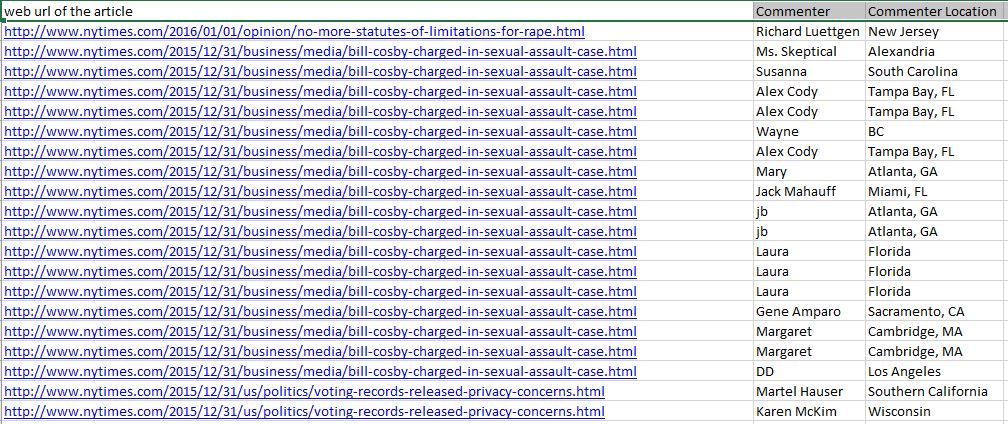 web url of the article Commenter Commenter Location
http://www.nytimes.com/2016/01/01/opinion/no-more-statutes-of-limitations-for-rape.html Richard Luettgen New Jersey
http://www.nytimes.com/2015/12/31/business/media/bill-cosby-charged-in-sexual-assault-case.html Ms. Skeptical Alexandria
http://www.nytimes.com/2015/12/31/business/media/bill-cosby-charged-in-sexual-assault-case.html Susanna South Carolina
http://www.nytimes.com/2015/12/31/business/media/bill-cosby-charged-in-sexual-assault-case.html Alex Cody Tampa Bay, FL
http://www.nytimes.com/2015/12/31/business/media/bill-cosby-charged-in-sexual-assault-case.html Alex Cody Tampa Bay, FL
http://www.nytimes.com/2015/12/31/business/media/bill-cosby-charged-in-sexual-assault-case.html Wayne BC
http://www.nytimes.com/2015/12/31/business/media/bill-cosby-charged-in-sexual-assault-case.html Alex Cody Tampa Bay, FL
http://www.nytimes.com/2015/12/31/business/media/bill-cosby-charged-in-sexual-assault-case.html Mary Atlanta, GA
http://www.nytimes.com/2015/12/31/business/media/bill-cosby-charged-in-sexual-assault-case.html Jack Mahauff Miami, FL
http://www.nytimes.com/2015/12/31/business/media/bill-cosby-charged-in-sexual-assault-case.html jb Atlanta, GA
http://www.nytimes.com/2015/12/31/business/media/bill-cosby-charged-in-sexual-assault-case.html jb Atlanta, GA
http://www.nytimes.com/2015/12/31/business/media/bill-cosby-charged-in-sexual-assault-case.html Laura Florida
http://www.nytimes.com/2015/12/31/business/media/bill-cosby-charged-in-sexual-assault-case.html Laura Florida
http://www.nytimes.com/2015/12/31/business/media/bill-cosby-charged-in-sexual-assault-case.html Laura Florida
http://www.nytimes.com/2015/12/31/business/media/bill-cosby-charged-in-sexual-assault-case.html Gene Amparo Sacramento, CA
http://www.nytimes.com/2015/12/31/business/media/bill-cosby-charged-in-sexual-assault-case.html Margaret Cambridge, MA
http://www.nytimes.com/2015/12/31/business/media/bill-cosby-charged-in-sexual-assault-case.html Margaret Cambridge, MA
http://www.nytimes.com/2015/12/31/business/media/bill-cosby-charged-in-sexual-assault-case.html DD Los Angeles
http://www.nytimes.com/2015/12/31/us/politics/voting-records-released-privacy-concerns.html Martel Hauser Southern California
http://www.nytimes.com/2015/12/31/us/politics/voting-records-released-privacy-concerns.html Karen McKim Wisconsin